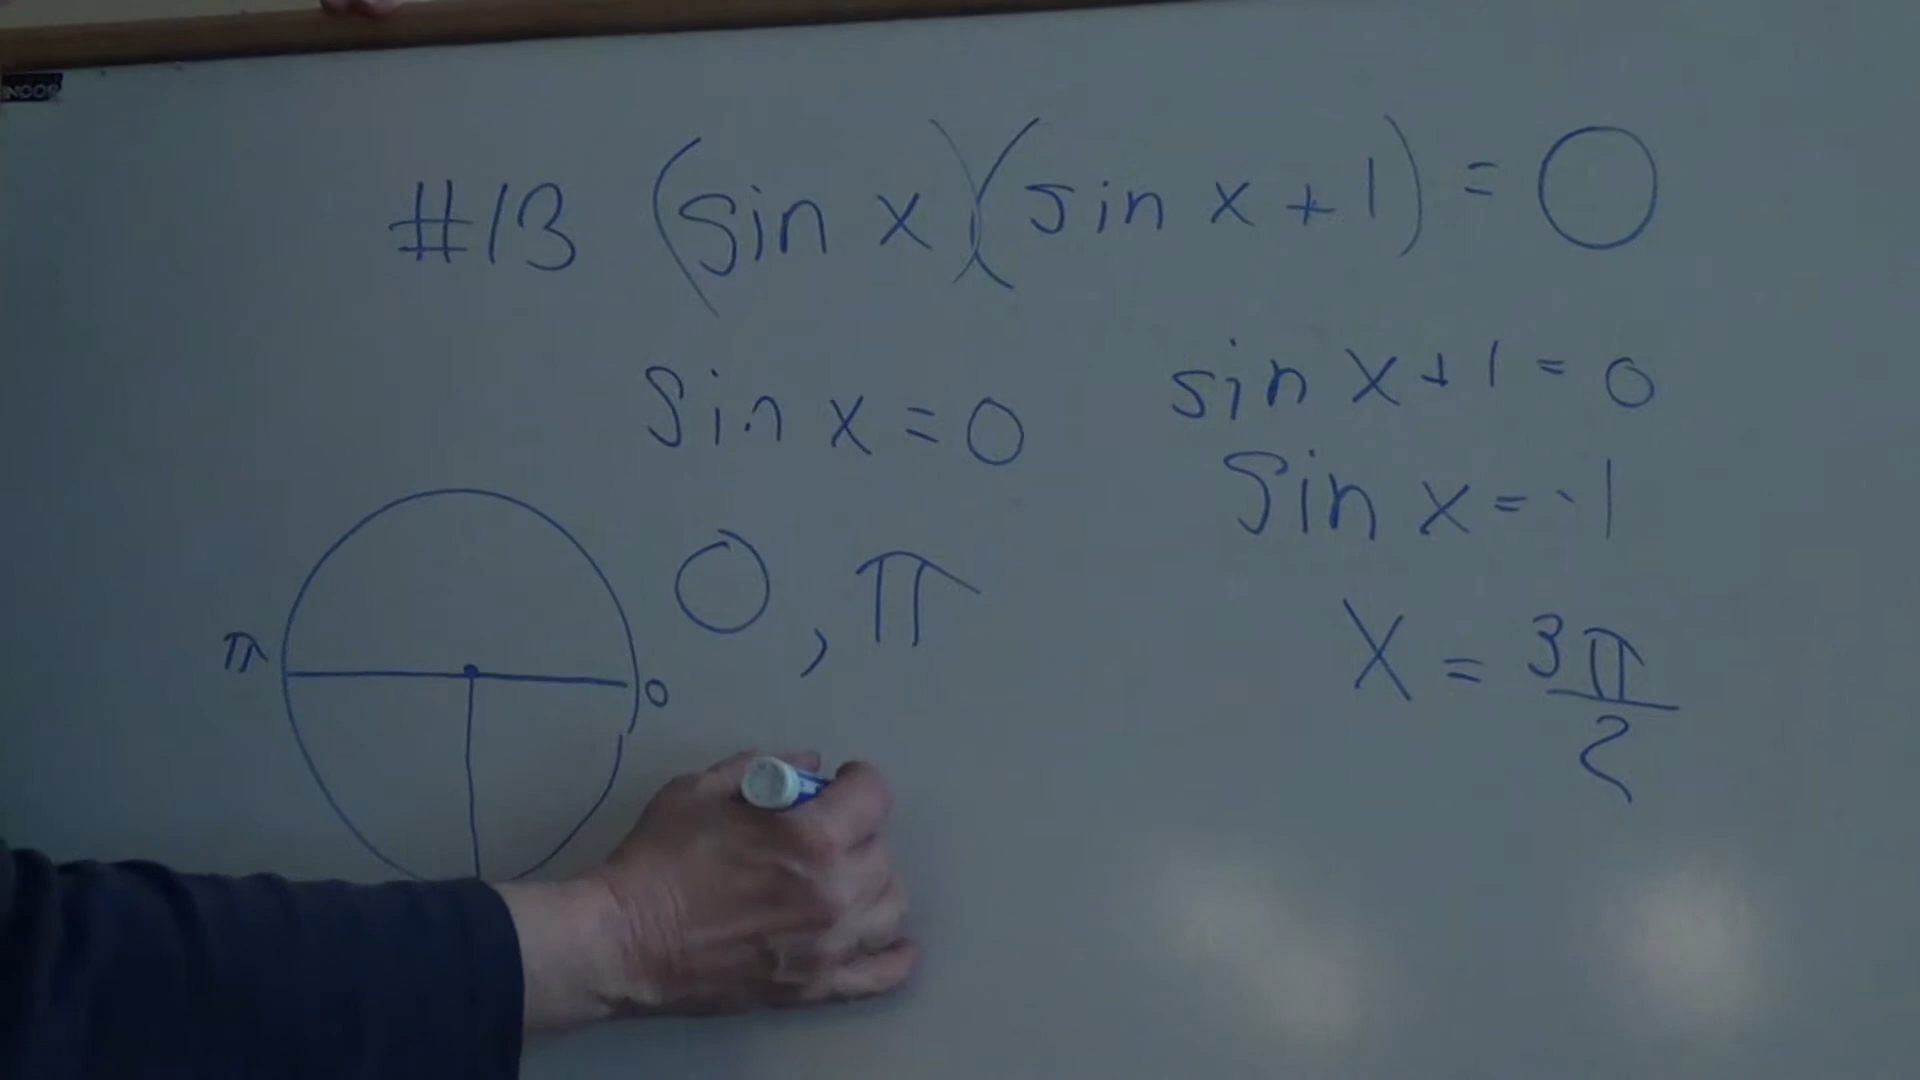 #13 (sin x)(sin x + 1) = 0
sin x = 0
sin x + 1 = 0
sin x = -1
0, π
x = 3π/2
π
0